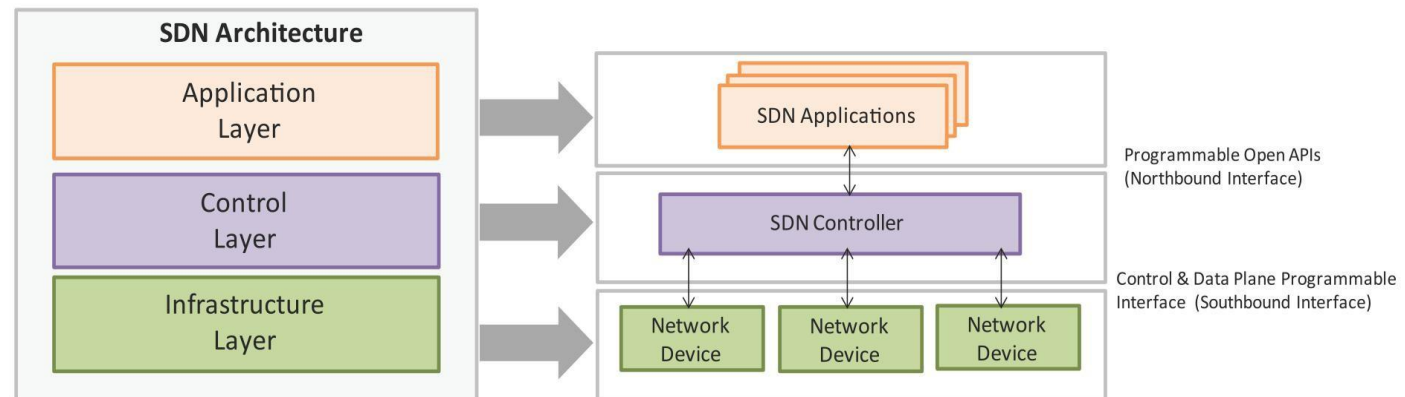 SDN Architecture
Application
Layer
Control
Layer
Infrastructure
Layer
SDN Applications
SDN Controller
Network
Device
Network
Device
Network
Device
Programmable Open APIs
(Northbound Interface)
Control & Data Plane Programmable
Interface (Southbound Interface)